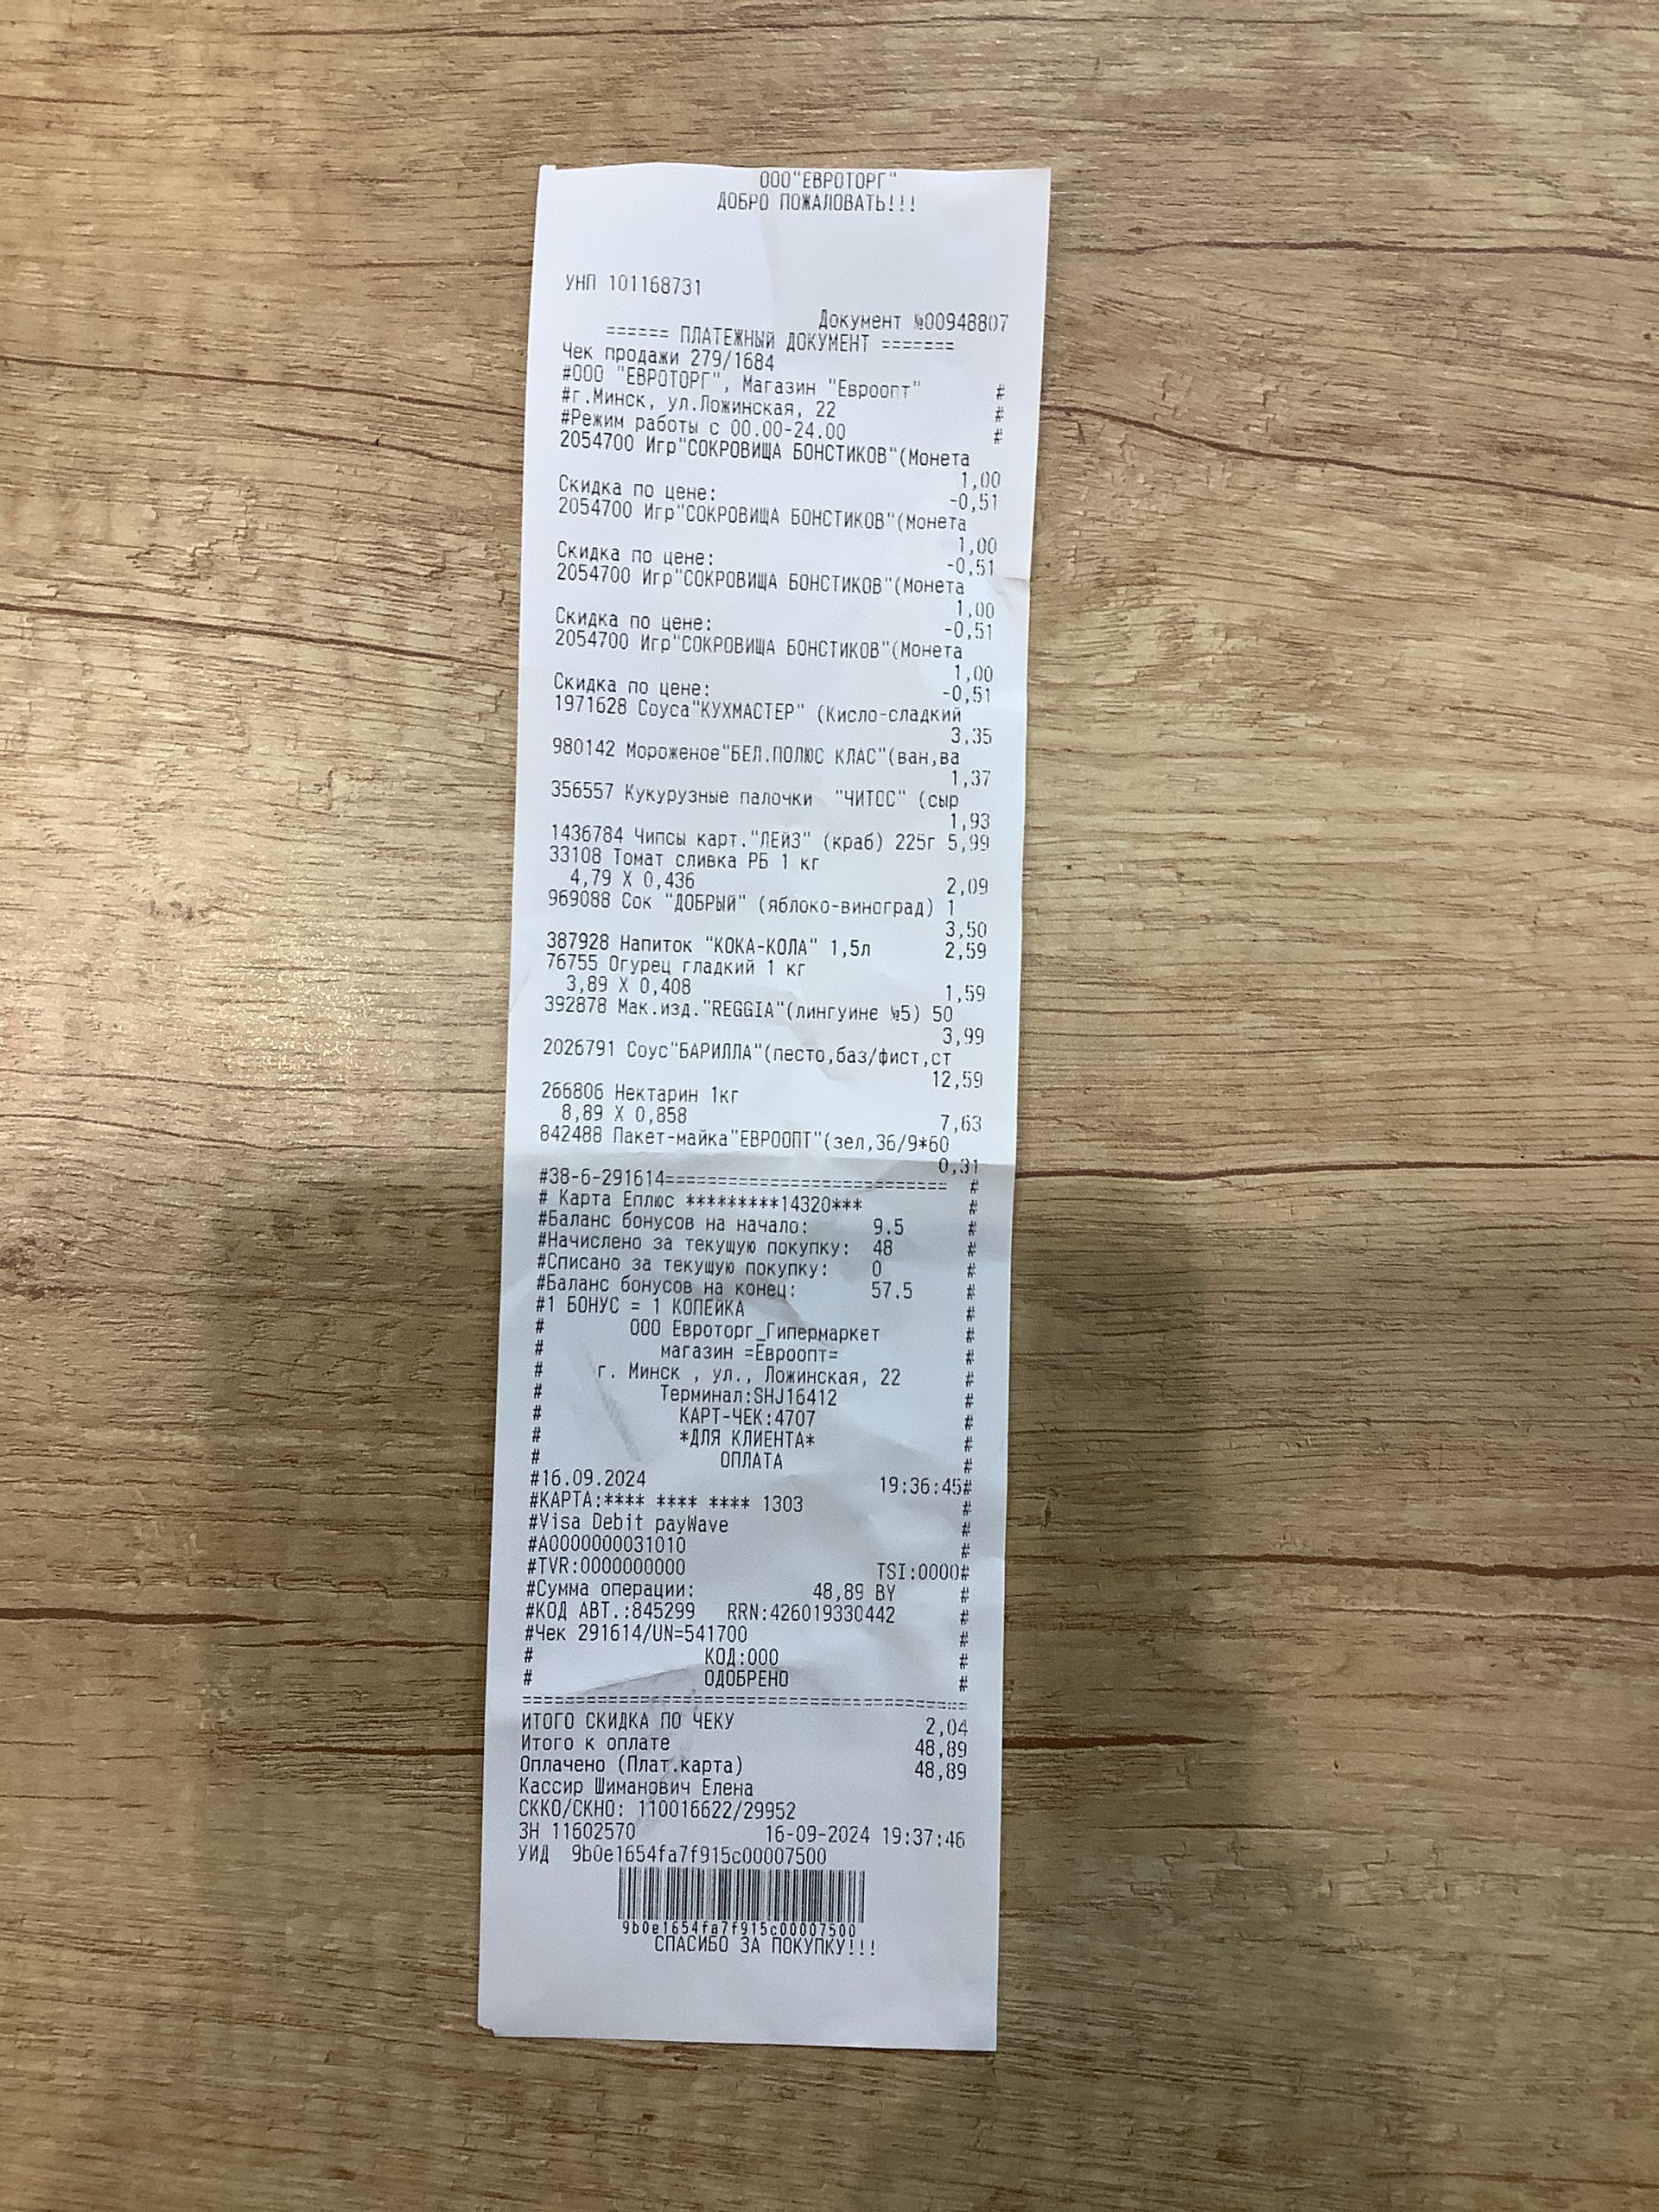 ООО"ЕВРОТОРГ"
ДОБРО ПОЖАЛОВАТЬ!!!
УНП 101168731
Документ №00948807
====== ПЛАТЕЖНЫЙ ДОКУМЕНТ =======
Чек продажи 279/1684
#ООО "ЕВРОТОРГ", Магазин "Евроопт" #
#г.Минск, ул.Ложинская, 22 #
#Режим работы с 00.00-24.00 #
2054700 Игр"СОКРОВИЩА БОНСТИКОВ"(Монета
1,00
Скидка по цене: -0,51
2054700 Игр"СОКРОВИЩА БОНСТИКОВ"(Монета
1,00
Скидка по цене: -0,51
2054700 Игр"СОКРОВИЩА БОНСТИКОВ"(Монета
1,00
Скидка по цене: -0,51
2054700 Игр"СОКРОВИЩА БОНСТИКОВ"(Монета
1,00
Скидка по цене: -0,51
1971628 Соуса"КУХМАСТЕР" (Кисло-сладкий
3,35
980142 Мороженое"БЕЛ.ПОЛЮС КЛАС"(ван,ва
1,37
356557 Кукурузные палочки "ЧИТОС" (сыр
1,93
1436784 Чипсы карт."ЛЕЙЗ" (краб) 225г 5,99
33108 Томат сливка РБ 1 кг
4,79 X 0,436 2,09
969088 Сок "ДОБРЫЙ" (яблоко-виноград) 1
3,50
387928 Напиток "КОКА-КОЛА" 1,5л 2,59
76755 Огурец гладкий 1 кг
3,89 X 0,408 1,59
392878 Мак.изд."REGGIA"(лингуине №5) 50
3,99
2026791 Соус"БАРИЛЛА"(песто,баз/фист,ст
12,59
266806 Нектарин 1кг
8,89 X 0,858 7,63
842488 Пакет-майка"ЕВРООПТ"(зел,36/9*60
0,31
#38-6-291614=========================== #
# Карта Еплюс *********14320*** #
#Баланс бонусов на начало: 9.5 #
#Начислено за текущую покупку: 48 #
#Списано за текущую покупку: 0 #
#Баланс бонусов на конец: 57.5 #
#1 БОНУС = 1 КОПЕЙКА #
# ООО Евроторг_Гипермаркет #
# магазин =Евроопт= #
# г. Минск , ул., Ложинская, 22 #
# Терминал:SHJ16412 #
# КАРТ-ЧЕК:4707 #
# *ДЛЯ КЛИЕНТА* #
# ОПЛАТА #
#16.09.2024 19:36:45#
#КАРТА:**** **** **** 1303 #
#Visa Debit payWave #
#A0000000031010 #
#TVR:0000000000 TSI:0000#
#Сумма операции: 48,89 BY #
#КОД АВТ.:845299 RRN:426019330442 #
#Чек 291614/UN=541700 #
# КОД:000 #
# ОДОБРЕНО #
==========================================
ИТОГО СКИДКА ПО ЧЕКУ 2,04
Итого к оплате 48,89
Оплачено (Плат.карта) 48,89
Кассир Шиманович Елена
СККО/СКНО: 110016622/29952
ЗН 11602570 16-09-2024 19:37:46
УИД 9b0e1654fa7f915c00007500
9b0e1654fa7f915c00007500
СПАСИБО ЗА ПОКУПКУ!!!